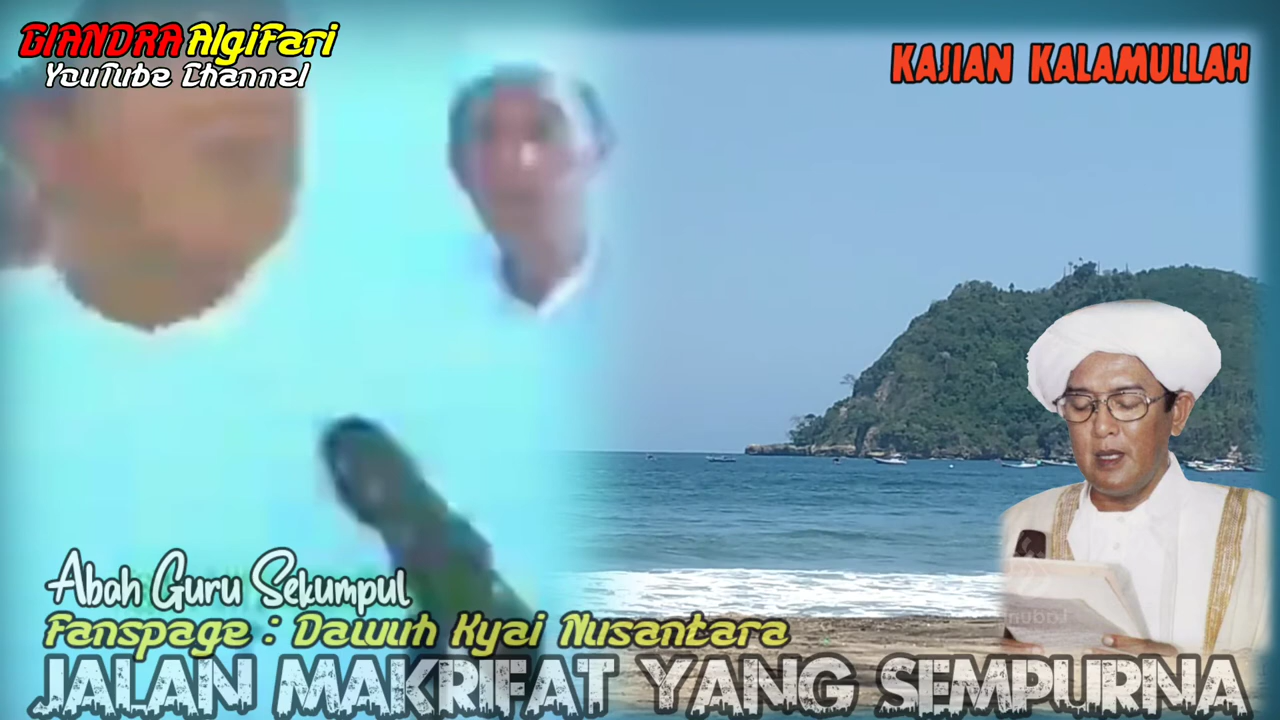 GIANDRA AlgiFari
YouTube Channel
KAJIAN KALAMULLAH
Abah Guru Sekumpul
Fanspage : Dawuh Kyai Nusantara
JALAN MAKRIFAT YANG SEMPURNA